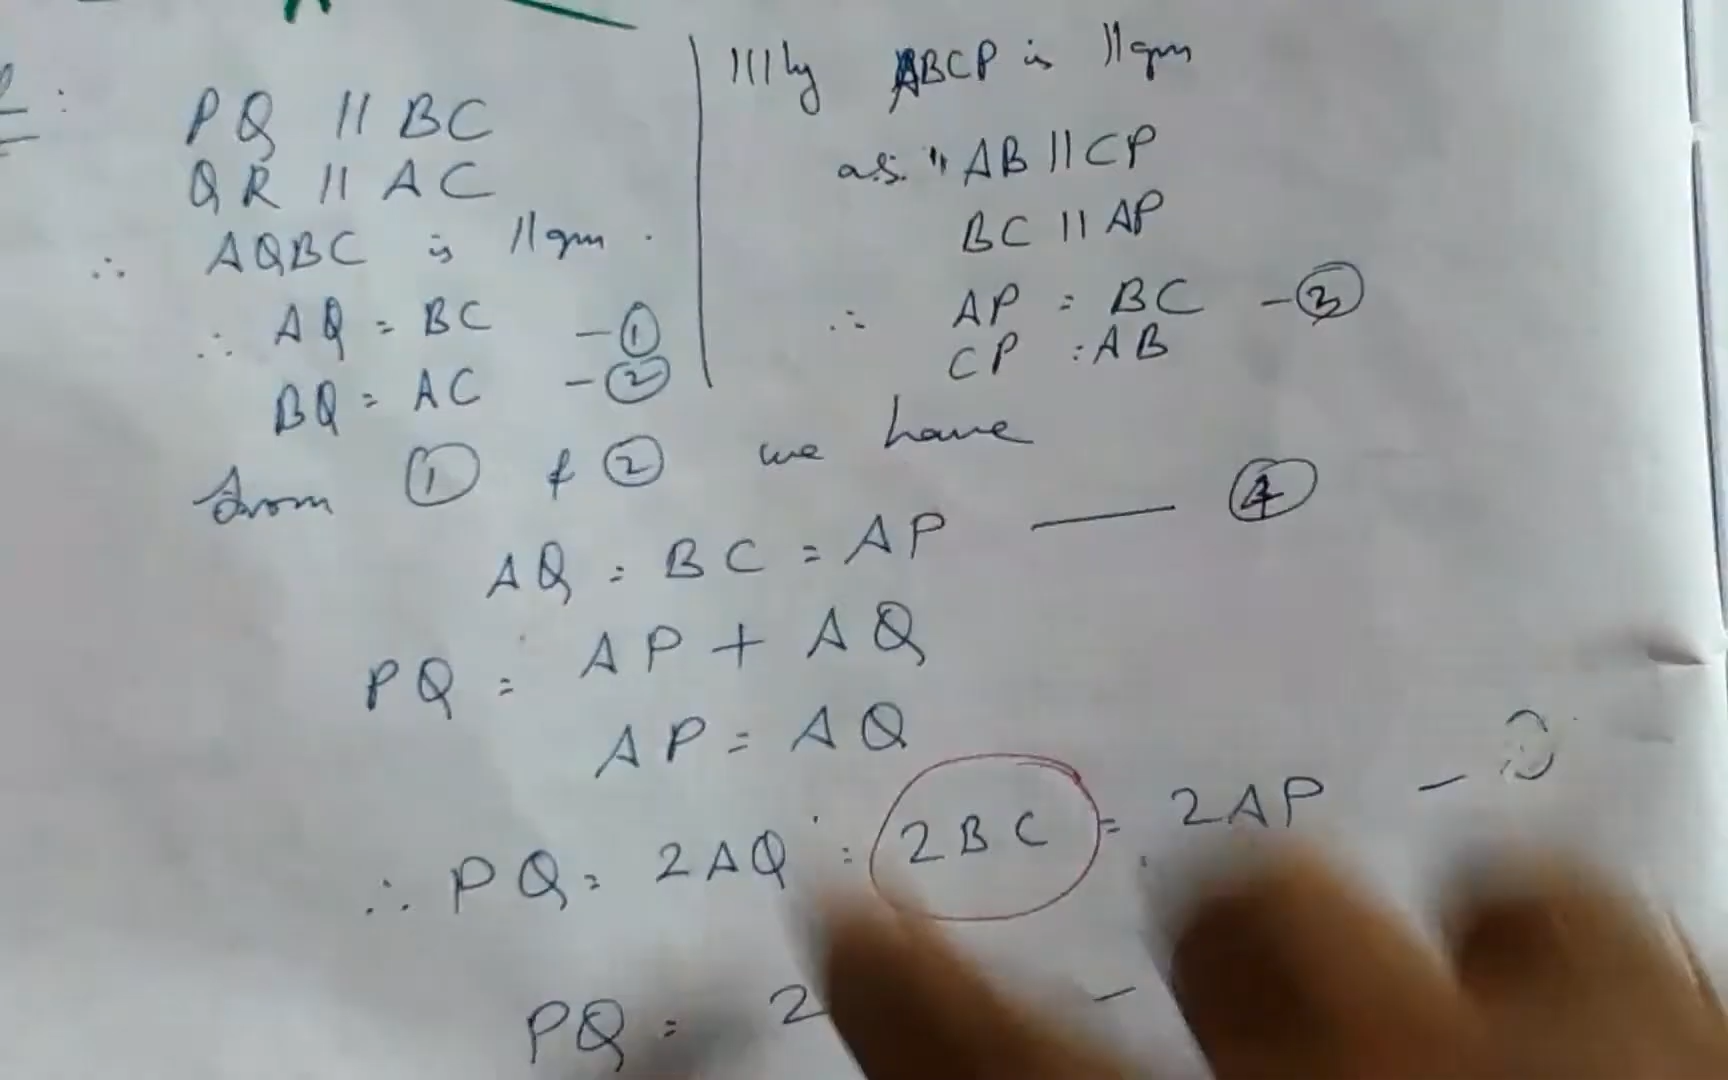 PQ || BC
QR || AC
∴ AQBC is ||gm.
∴ AQ = BC - ①
BQ = AC - ②
|||ly ABCP is ||gm
as " AB || CP
BC || AP
∴ AP = BC - ③
CP = AB
from ① & ② we have
AQ = BC = AP — ④
PQ = AP + AQ
AP = AQ
∴ PQ = 2AQ = 2BC = 2AP -
PQ = 2 -